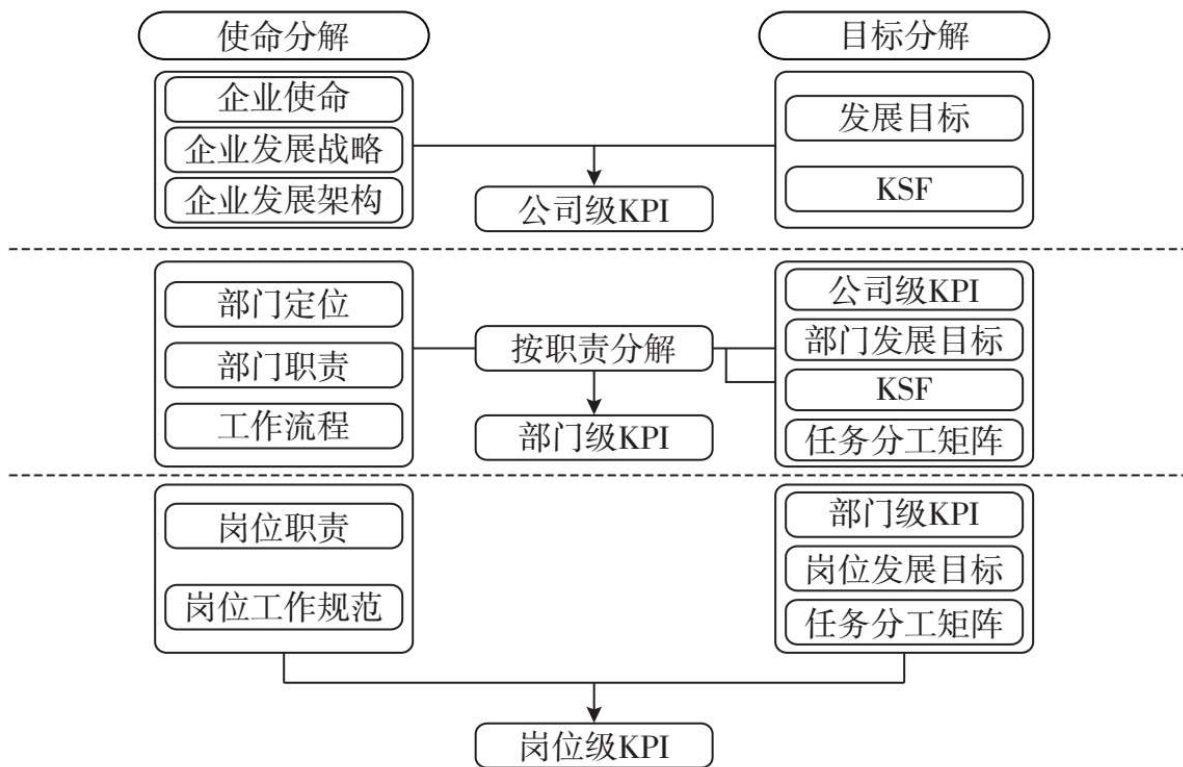 使命分解
目标分解
企业使命
企业发展战略
企业发展架构
公司级KPI
发展目标
KSF
部门定位
部门职责
工作流程
按职责分解
部门级KPI
公司级KPI
部门发展目标
KSF
任务分工矩阵
岗位职责
岗位工作规范
部门级KPI
岗位发展目标
任务分工矩阵
岗位级KPI